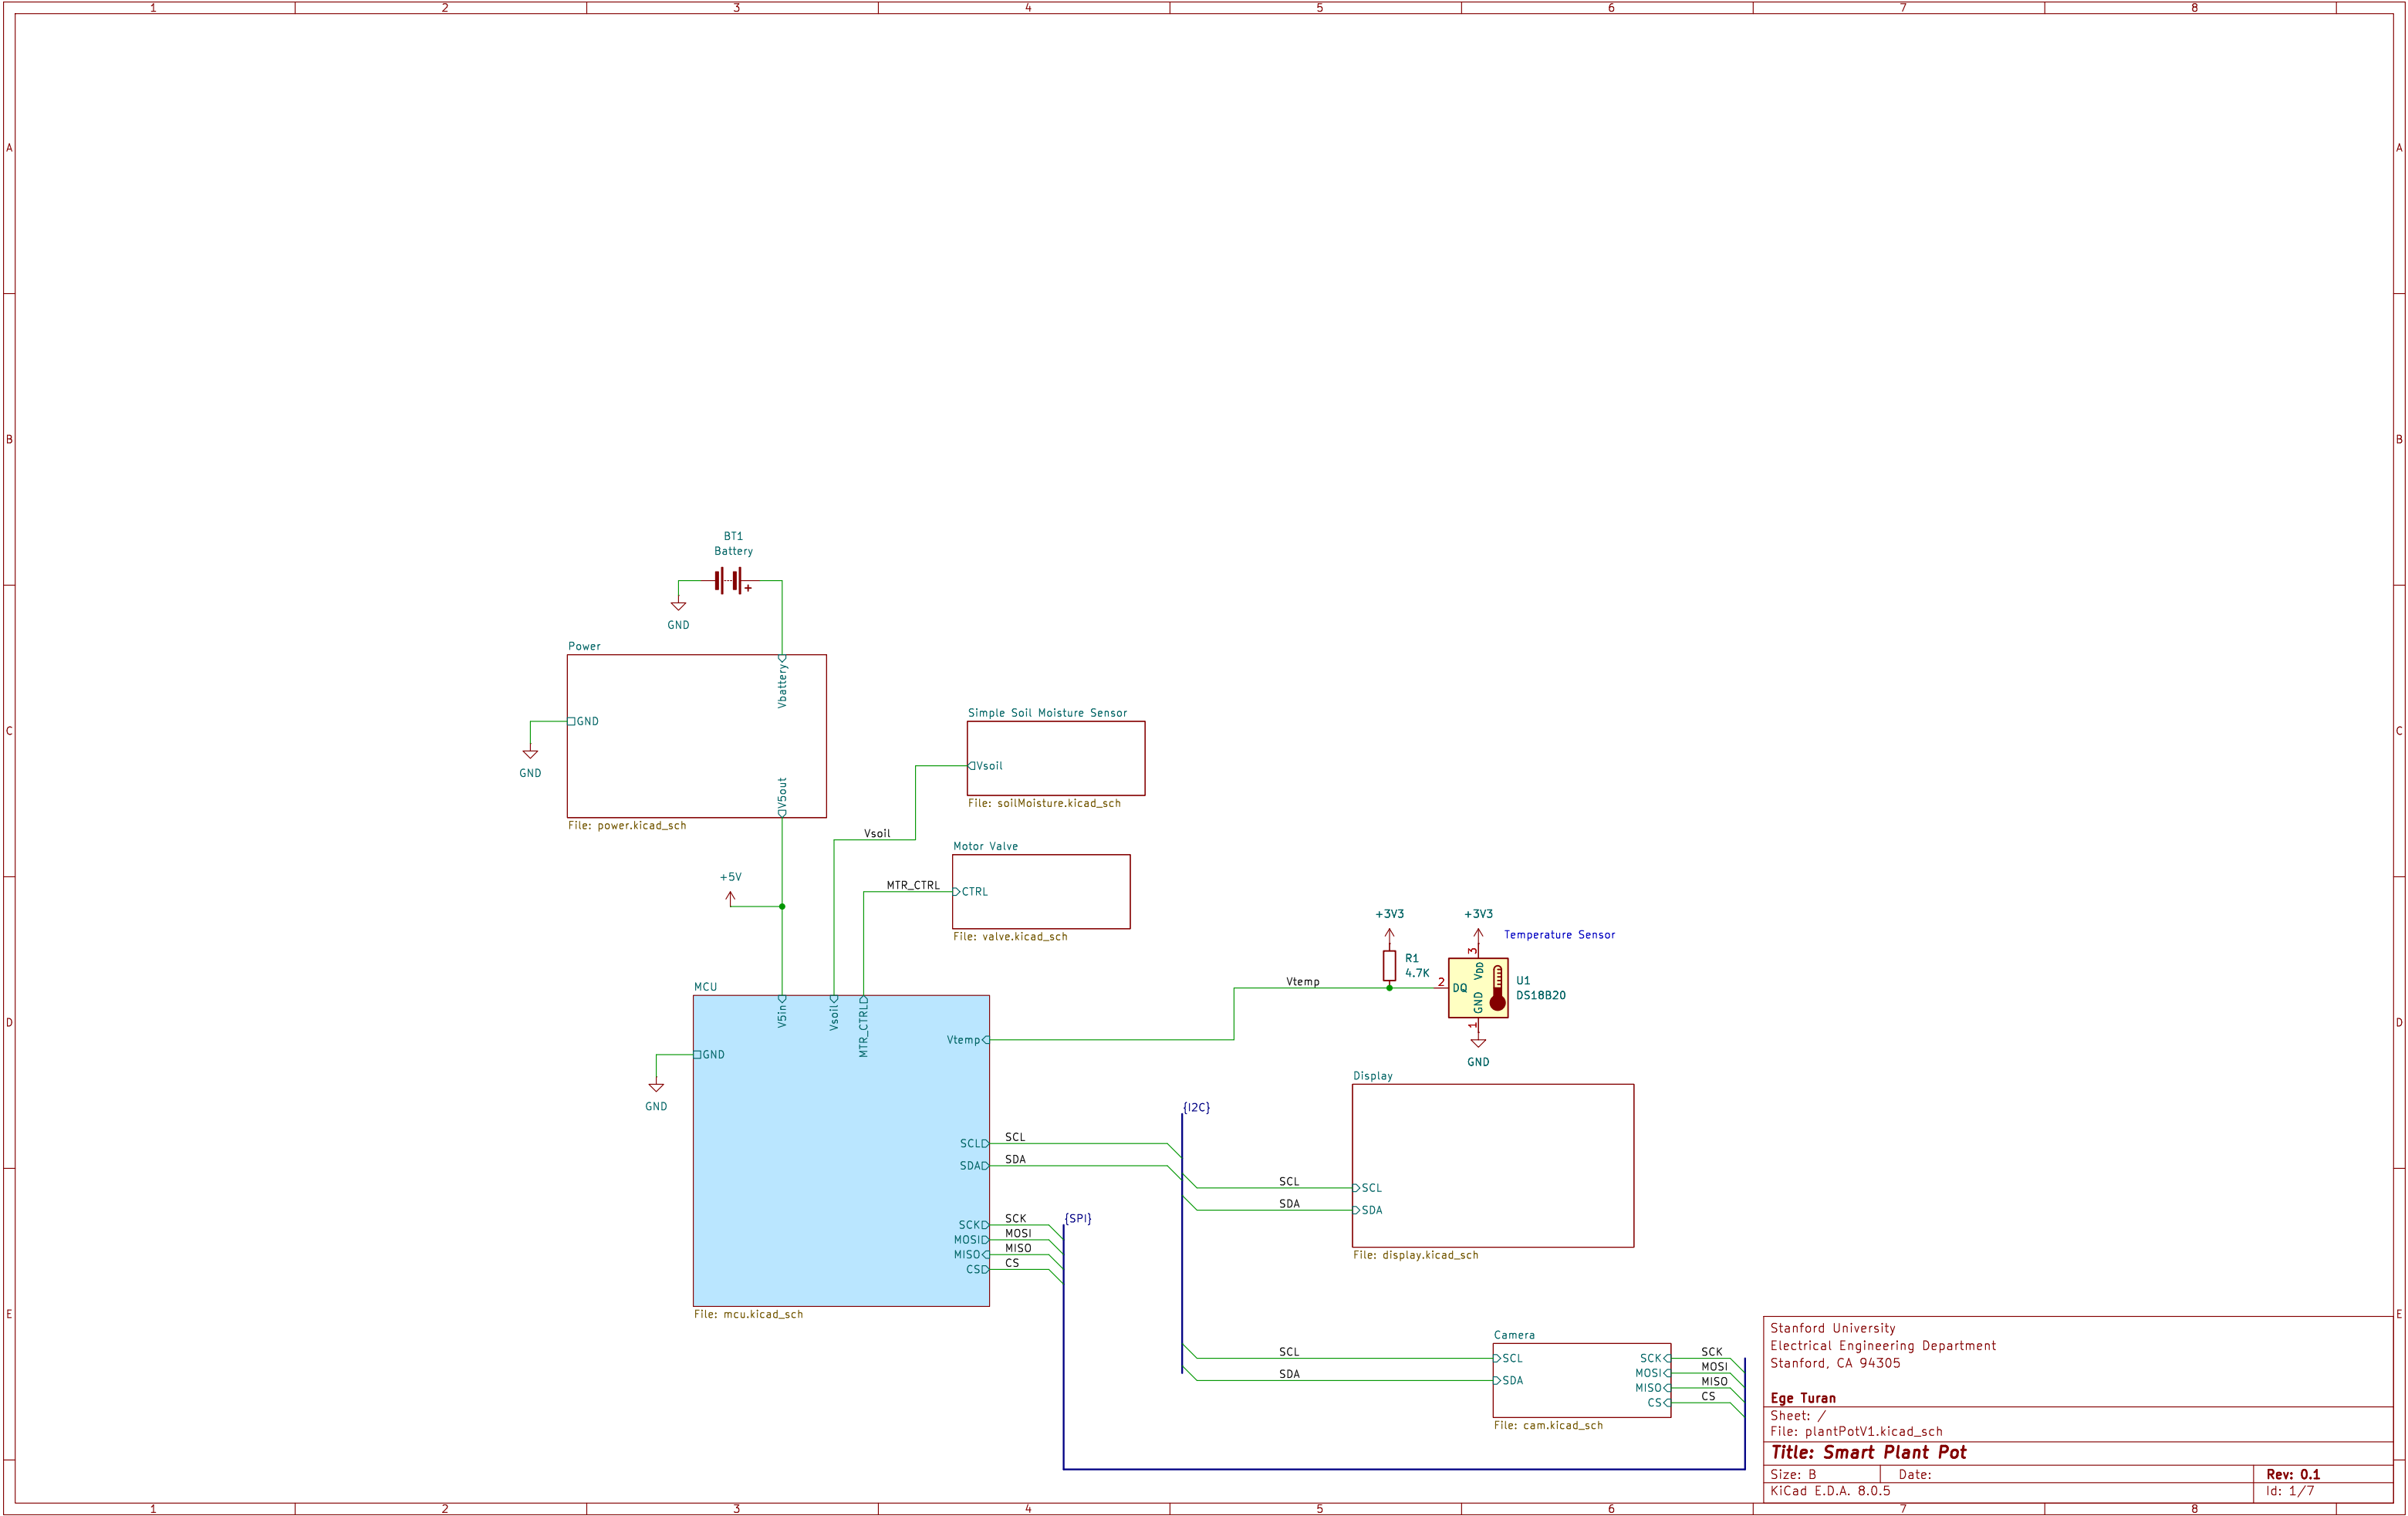 1 2 3 4 5 6 7 8
A A
B B
BT1
Battery
+
GND
Power
Vbattery
GND
GND
V5out
File: power.kicad_sch
C C
Simple Soil Moisture Sensor
Vsoil
File: soilMoisture.kicad_sch
Vsoil
Motor Valve
MTR_CTRL
CTRL
File: valve.kicad_sch
+5V
+3V3
+3V3
Temperature Sensor
R1
4.7K
3
VDD
2
DQ
GND
1
U1
DS18B20
GND
Vtemp
D D
MCU
V5in
Vsoil
MTR_CTRL
Vtemp
GND
GND
SCL
SDA
SCK
MOSI
MISO
CS
File: mcu.kicad_sch
SCL
SDA
SCK
MOSI
MISO
CS
{I2C}
{SPI}
Display
SCL
SDA
SCL
SDA
File: display.kicad_sch
E E
Camera
SCL
SDA
SCL
SDA
SCK
MOSI
MISO
CS
SCK
MOSI
MISO
CS
File: cam.kicad_sch
Stanford University
Electrical Engineering Department
Stanford, CA 94305
Ege Turan
Sheet: /
File: plantPotV1.kicad_sch
Title: Smart Plant Pot
Size: B Date: Rev: 0.1
KiCad E.D.A. 8.0.5 Id: 1/7
1 2 3 4 5 6 7 8